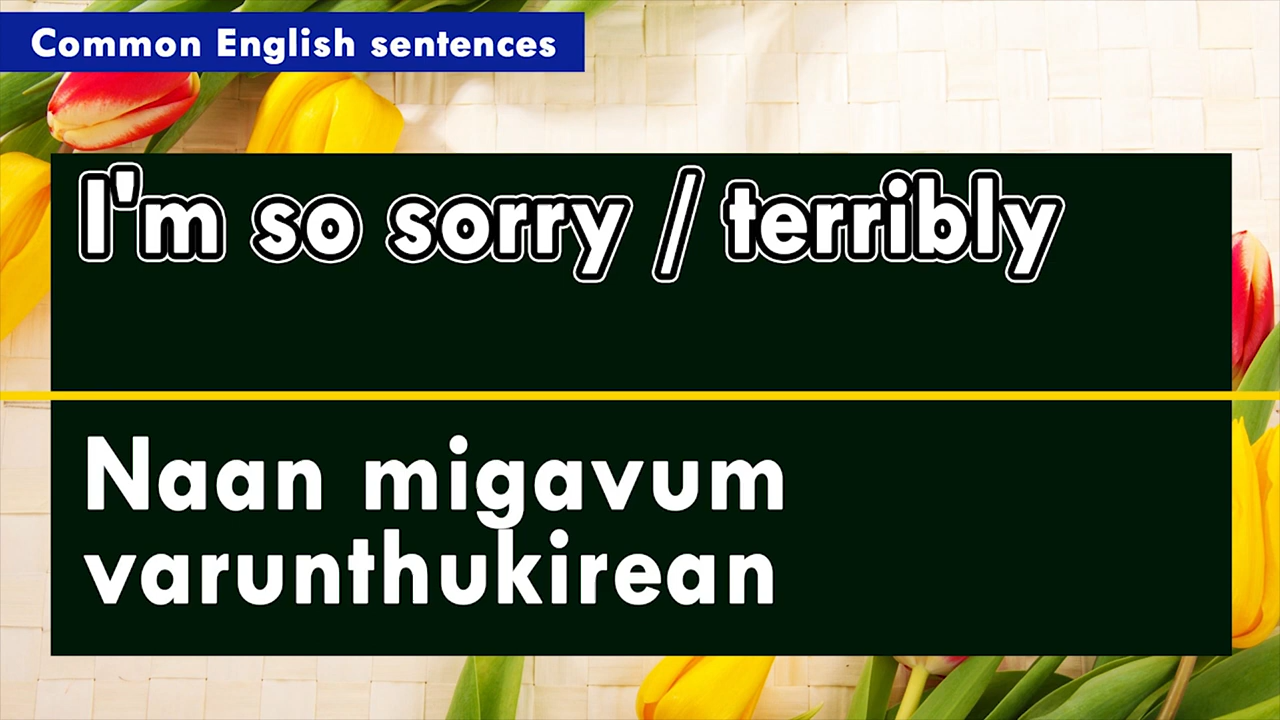 Common English sentences
I'm so sorry / terribly
Naan migavum
varunthukirean